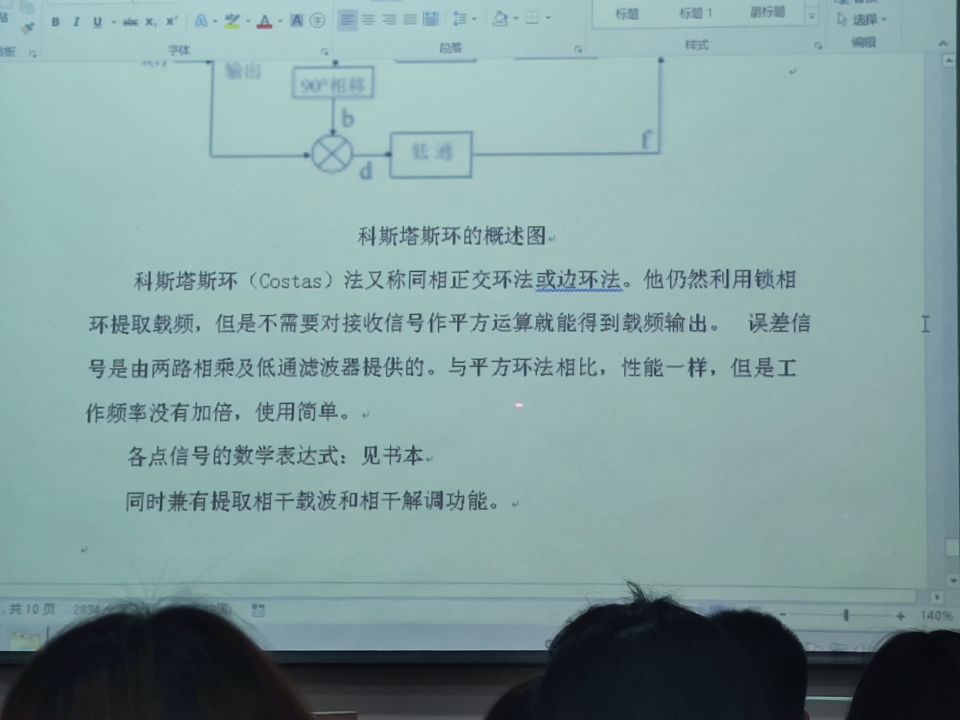 B I U abc x₂ x² A A A 字
标题 标题 1 副标题
选择
字体 段落 样式 编辑
输出
90°相移
b
低 通
d
f
科斯塔斯环的概述图
科斯塔斯环（Costas）法又称同相正交环法或边环法。他仍然利用锁相
环提取载频，但是不需要对接收信号作平方运算就能得到载频输出。 误差信
号是由两路相乘及低通滤波器提供的。与平方环法相比，性能一样，但是工
作频率没有加倍，使用简单。
各点信号的数学表达式：见书本
同时兼有提取相干载波和相干解调功能。
共 10 页 2834 140%